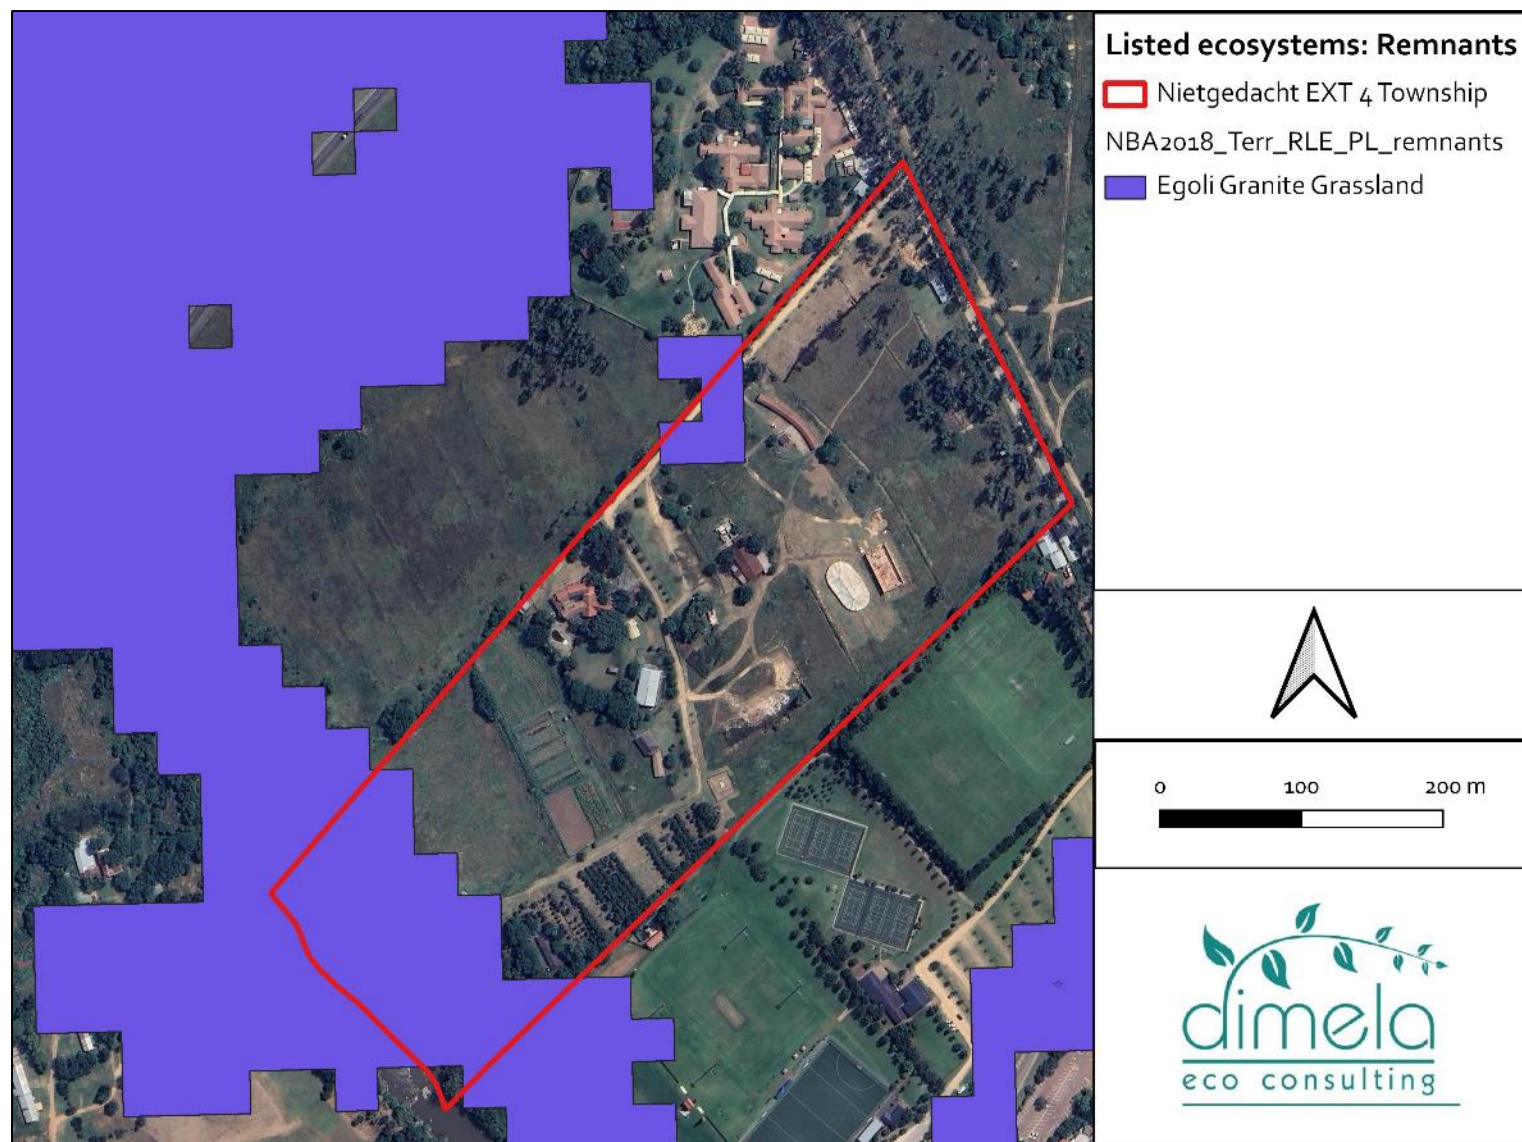 Listed ecosystems: Remnants
Nietgedacht EXT 4 Township
NBA2018_Terr_RLE_PL_remnants
Egoli Granite Grassland
0 100 200 m
dimela
eco consulting